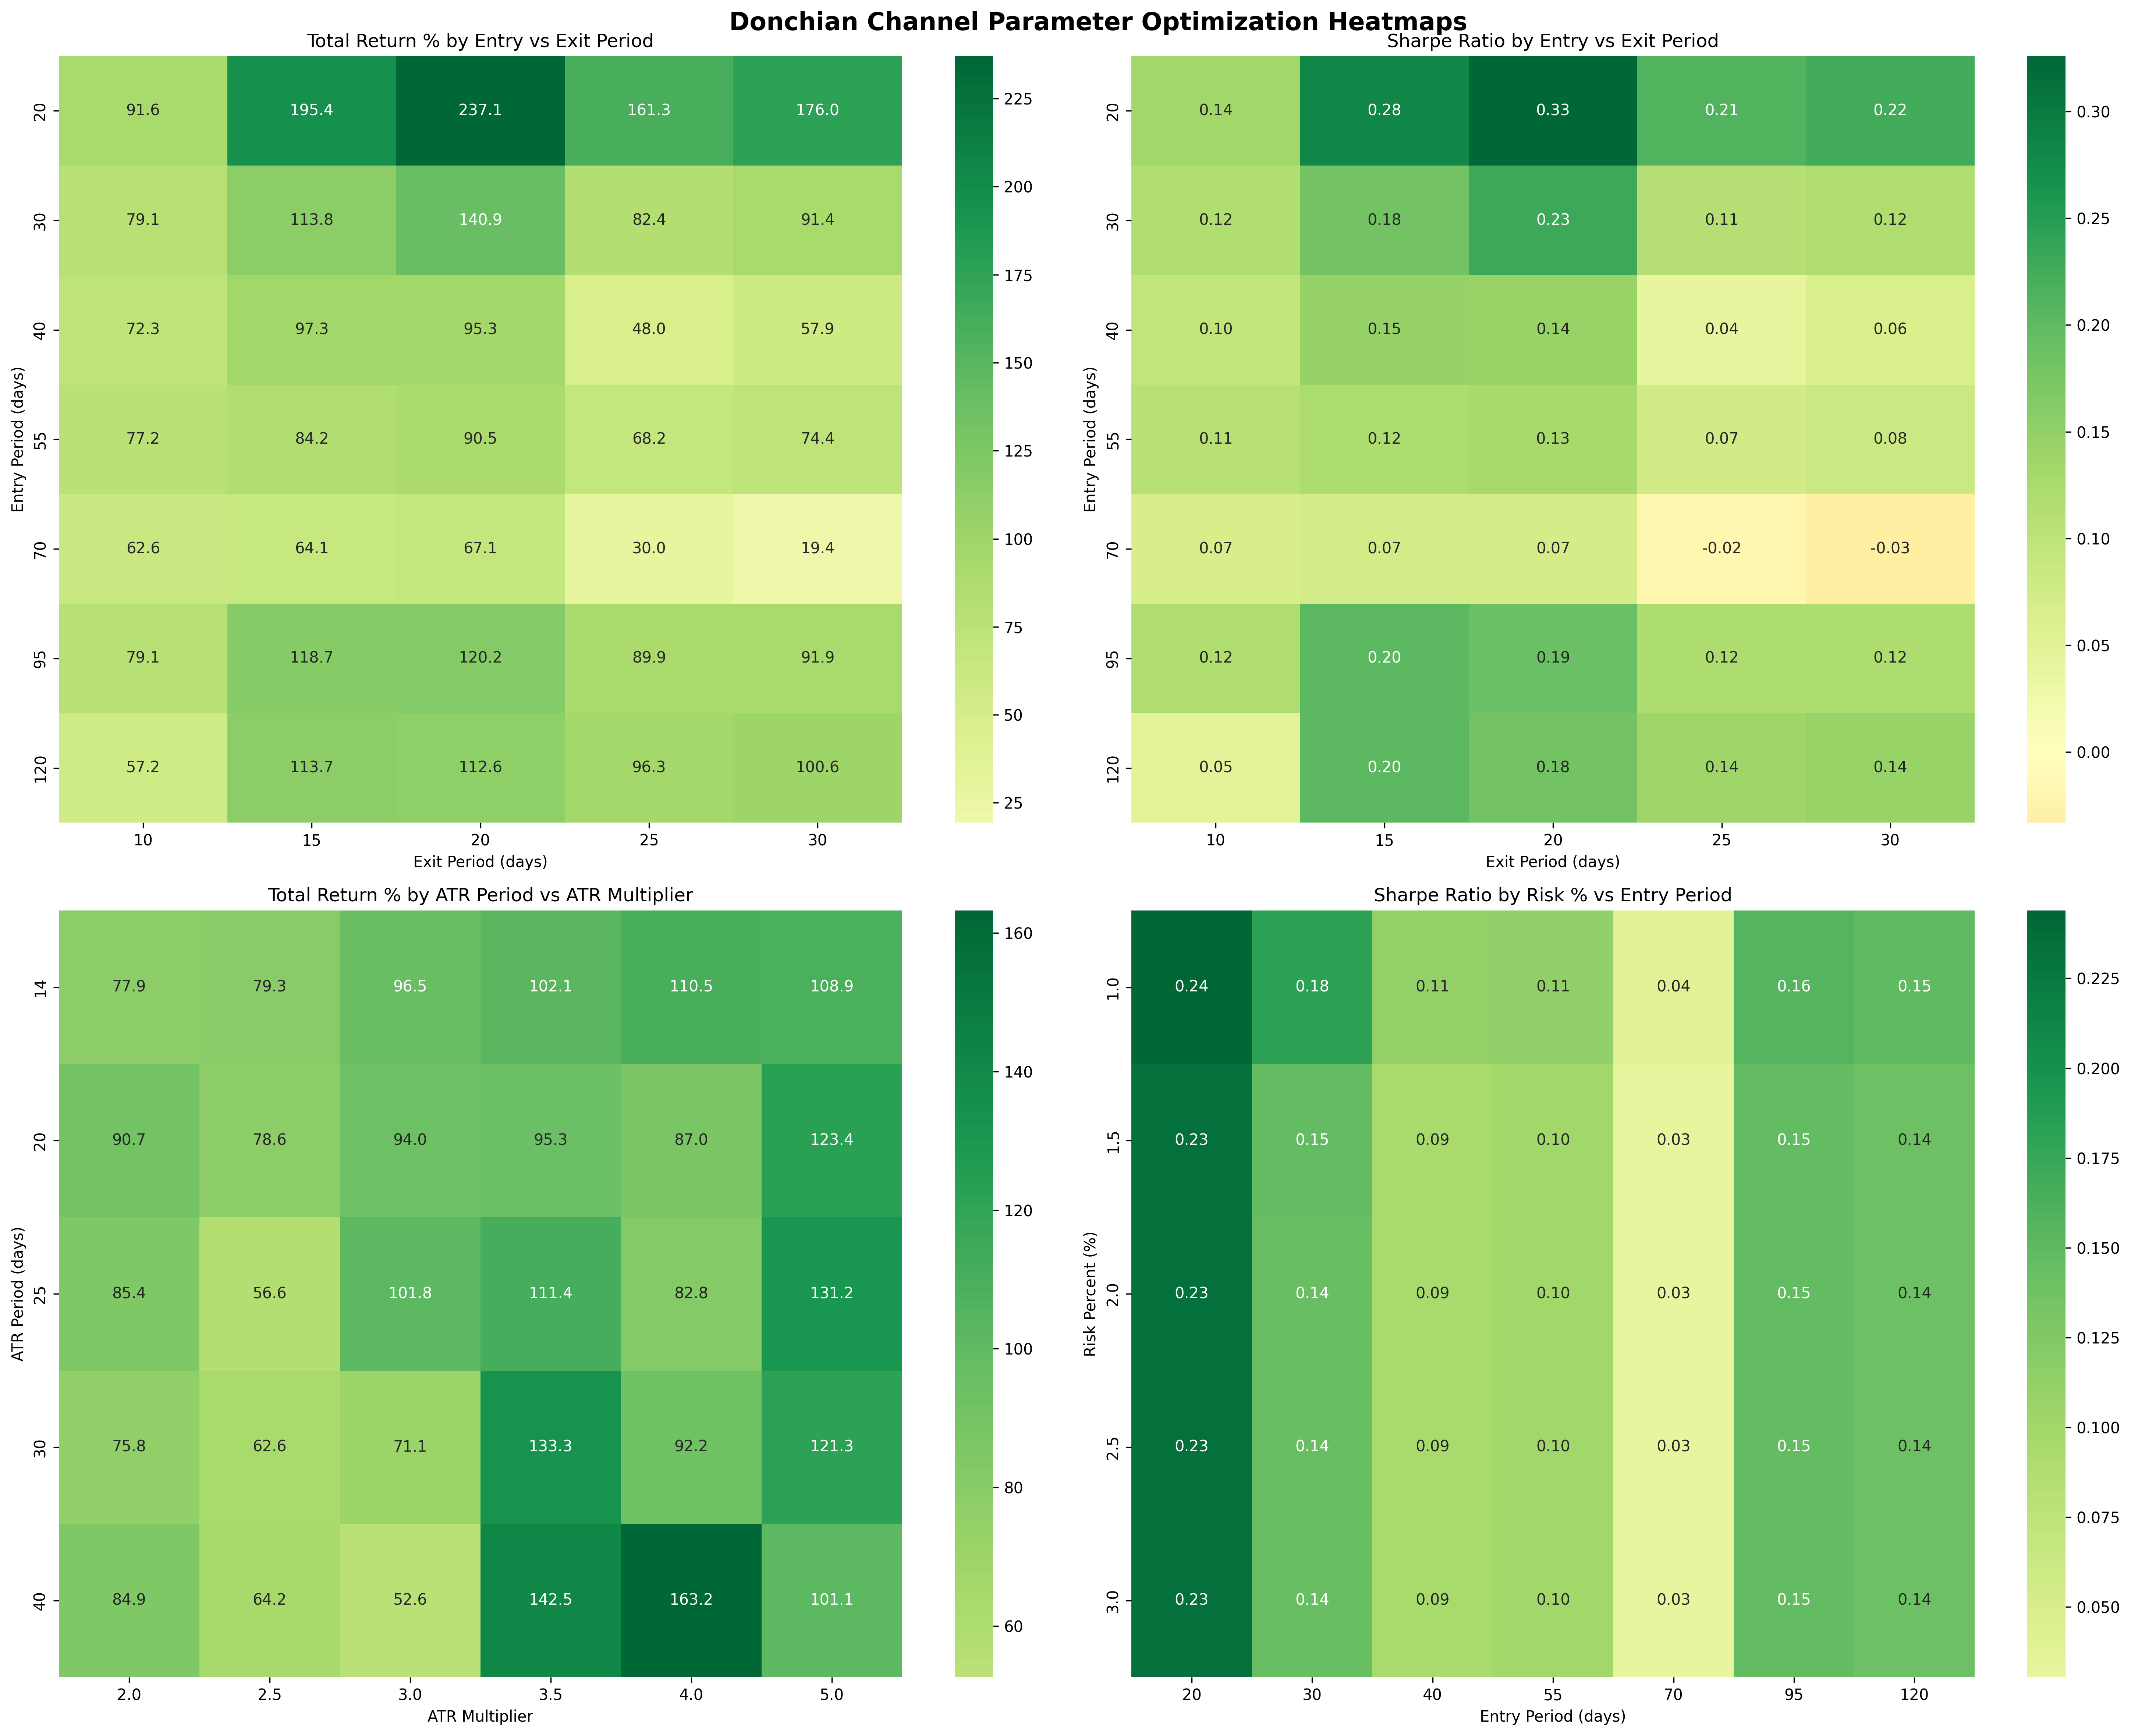 Donchian Channel Parameter Optimization Heatmaps
Total Return % by Entry vs Exit Period
Entry Period (days)
20 91.6 195.4 237.1 161.3 176.0
30 79.1 113.8 140.9 82.4 91.4
40 72.3 97.3 95.3 48.0 57.9
55 77.2 84.2 90.5 68.2 74.4
70 62.6 64.1 67.1 30.0 19.4
95 79.1 118.7 120.2 89.9 91.9
120 57.2 113.7 112.6 96.3 100.6
10 15 20 25 30
Exit Period (days)
225
200
175
150
125
100
75
50
25
Sharpe Ratio by Entry vs Exit Period
Entry Period (days)
20 0.14 0.28 0.33 0.21 0.22
30 0.12 0.18 0.23 0.11 0.12
40 0.10 0.15 0.14 0.04 0.06
55 0.11 0.12 0.13 0.07 0.08
70 0.07 0.07 0.07 -0.02 -0.03
95 0.12 0.20 0.19 0.12 0.12
120 0.05 0.20 0.18 0.14 0.14
10 15 20 25 30
Exit Period (days)
0.30
0.25
0.20
0.15
0.10
0.05
0.00
Total Return % by ATR Period vs ATR Multiplier
ATR Period (days)
14 77.9 79.3 96.5 102.1 110.5 108.9
20 90.7 78.6 94.0 95.3 87.0 123.4
25 85.4 56.6 101.8 111.4 82.8 131.2
30 75.8 62.6 71.1 133.3 92.2 121.3
40 84.9 64.2 52.6 142.5 163.2 101.1
2.0 2.5 3.0 3.5 4.0 5.0
ATR Multiplier
160
140
120
100
80
60
Sharpe Ratio by Risk % vs Entry Period
Risk Percent (%)
1.0 0.24 0.18 0.11 0.11 0.04 0.16 0.15
1.5 0.23 0.15 0.09 0.10 0.03 0.15 0.14
2.0 0.23 0.14 0.09 0.10 0.03 0.15 0.14
2.5 0.23 0.14 0.09 0.10 0.03 0.15 0.14
3.0 0.23 0.14 0.09 0.10 0.03 0.15 0.14
20 30 40 55 70 95 120
Entry Period (days)
0.225
0.200
0.175
0.150
0.125
0.100
0.075
0.050